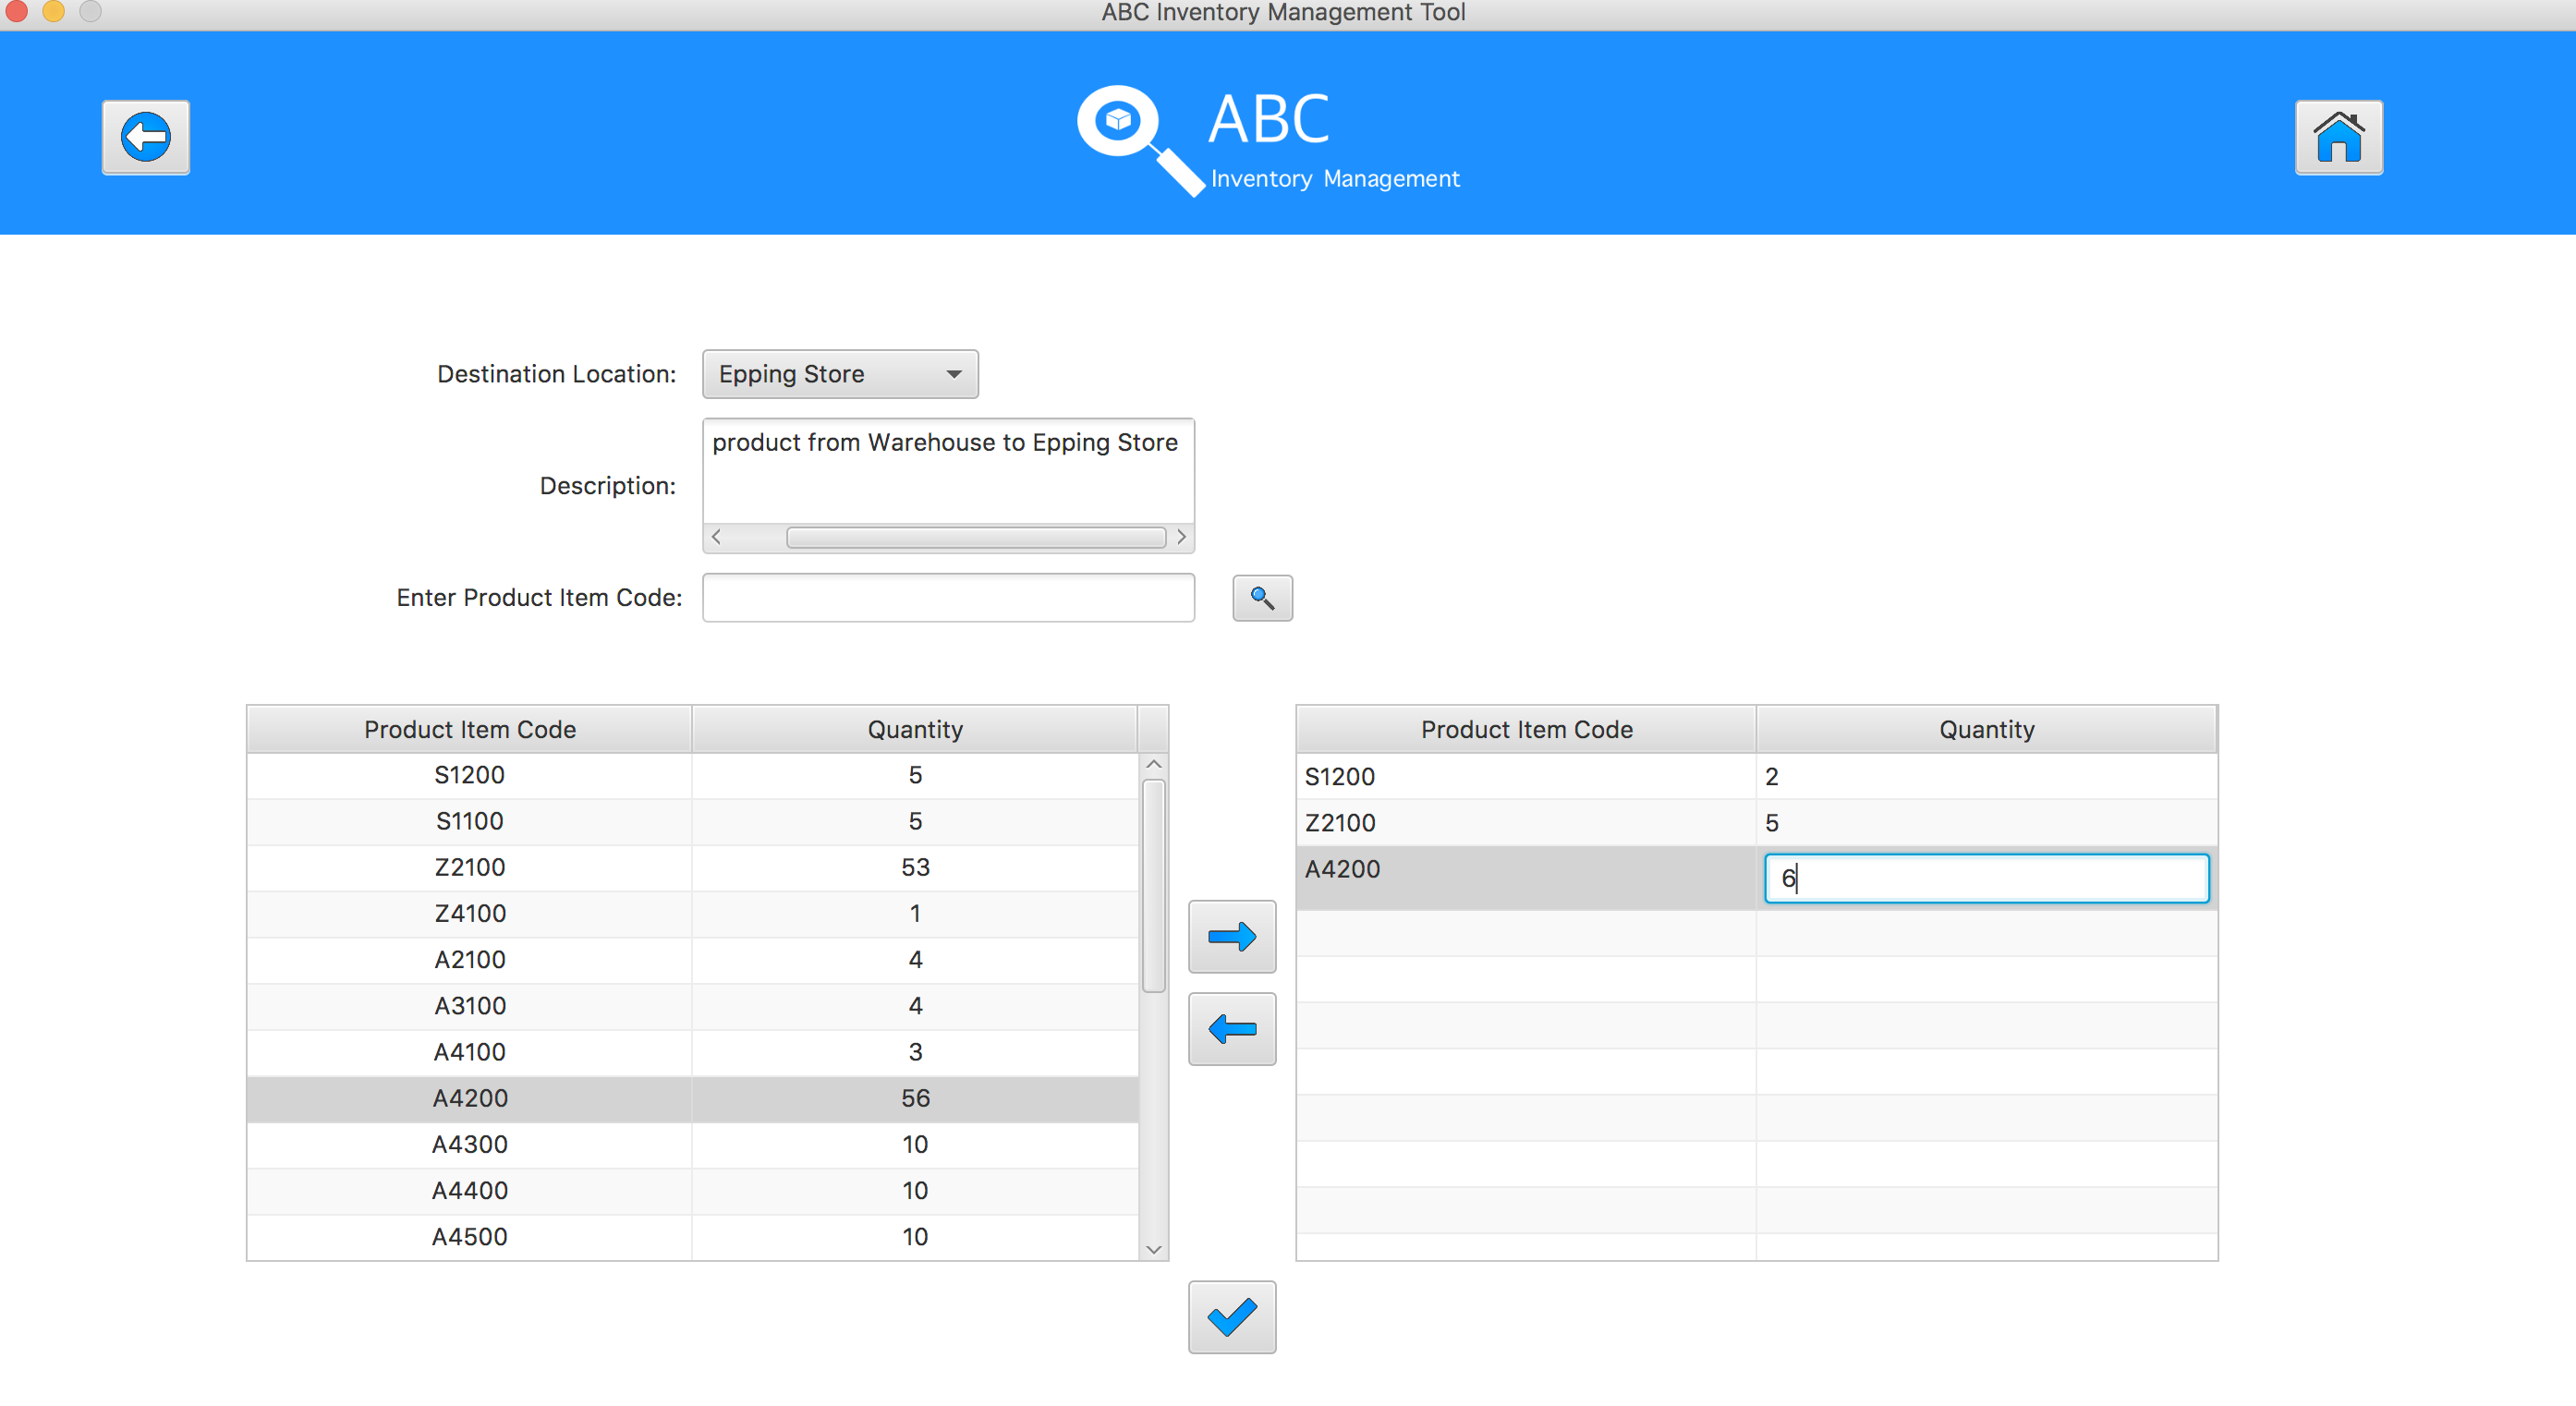 ABC Inventory Management Tool
ABC
Inventory Management
Destination Location: Epping Store
product from Warehouse to Epping Store
Description:
Enter Product Item Code:
Product Item Code Quantity
S1200 5
S1100 5
Z2100 53
Z4100 1
A2100 4
A3100 4
A4100 3
A4200 56
A4300 10
A4400 10
A4500 10
Product Item Code Quantity
S1200 2
Z2100 5
A4200 6